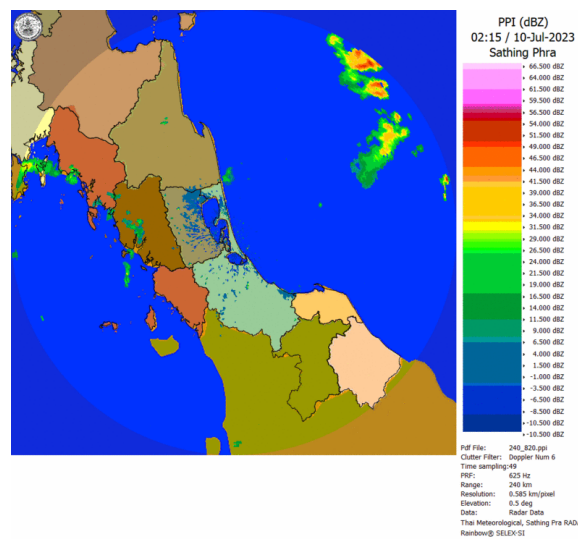 PPI (dBZ)
02:15 / 10-Jul-2023
Sathing Phra
66.500 dBZ
64.000 dBZ
61.500 dBZ
59.500 dBZ
56.500 dBZ
54.000 dBZ
51.500 dBZ
49.000 dBZ
46.500 dBZ
44.000 dBZ
41.500 dBZ
39.000 dBZ
36.500 dBZ
34.000 dBZ
31.500 dBZ
29.000 dBZ
26.500 dBZ
24.000 dBZ
21.500 dBZ
19.000 dBZ
16.500 dBZ
14.000 dBZ
11.500 dBZ
9.000 dBZ
6.500 dBZ
4.000 dBZ
1.500 dBZ
-1.000 dBZ
-3.500 dBZ
-6.000 dBZ
-8.500 dBZ
-10.500 dBZ
-10.500 dBZ
Pdf File: 240_820.ppi
Clutter Filter: Doppler Num 6
Time sampling:49
PRF: 625 Hz
Range: 240 km
Resolution: 0.585 km/pixel
Elevation: 0.5 deg
Data: Radar Data
Thai Meteorological, Sathing Pra RADA
Rainbow® SELEX-SI